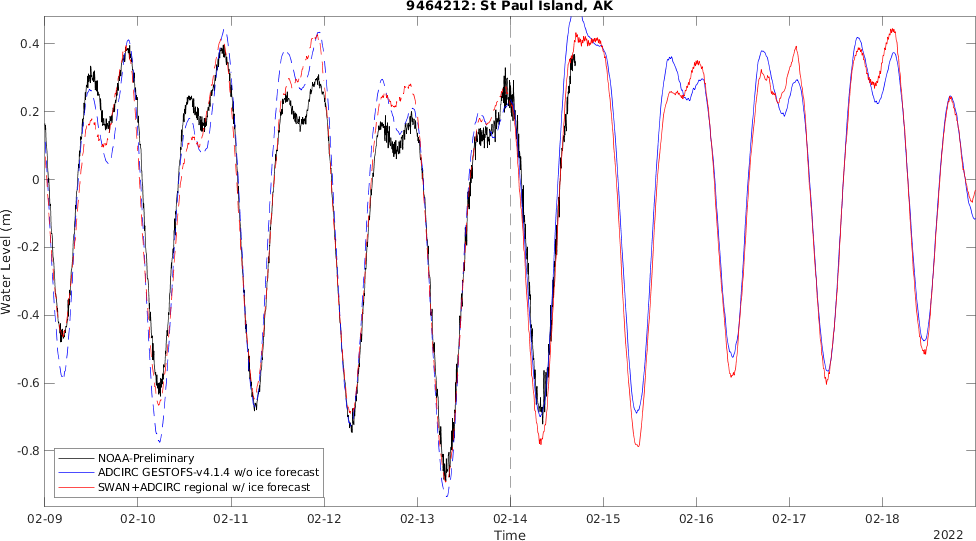 9464212: St Paul Island, AK
0.4
0.2
0
-0.2
-0.4
-0.6
-0.8
Water Level (m)
NOAA-Preliminary
ADCIRC GESTOFS-v4.1.4 w/o ice forecast
SWAN+ADCIRC regional w/ ice forecast
02-09 02-10 02-11 02-12 02-13 02-14 02-15 02-16 02-17 02-18
Time
2022